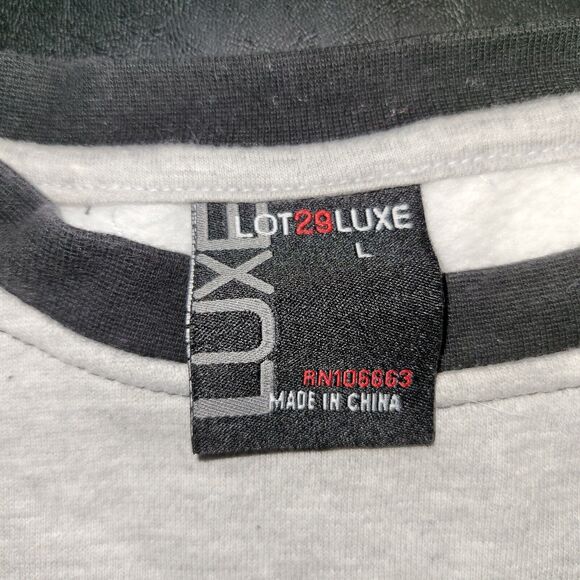 LUXE
LOT29LUXE
L
RN106863
MADE IN CHINA